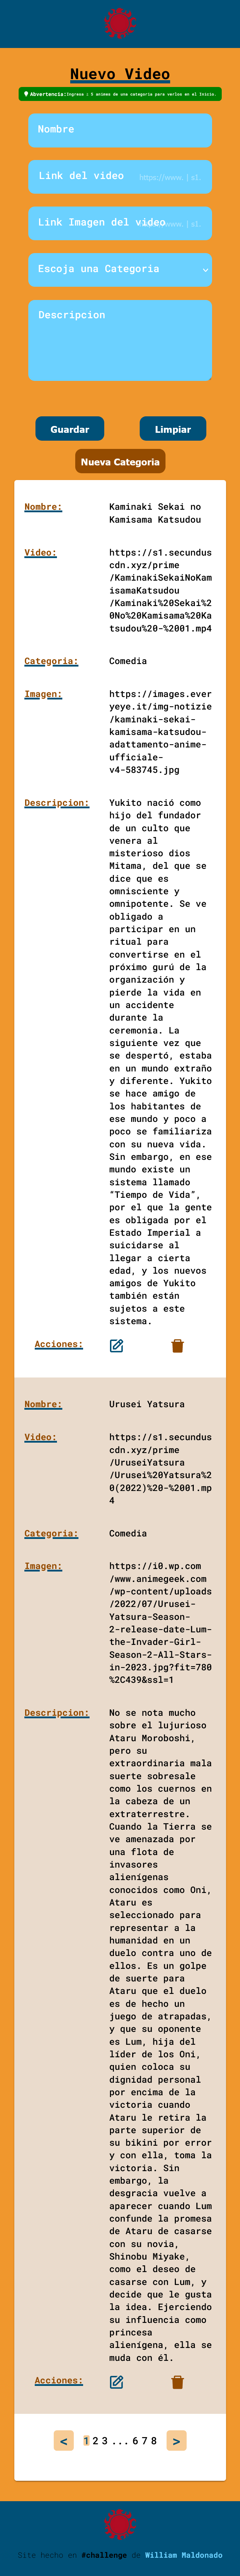 Nuevo Video
Abvertencia:Ingrese ≥ 6 animes de una categoria para verlos en el Inicio.
Nombre
Link del video https://www. | sl.
Link Imagen del video www. | sl.
Escoja una Categoria
Descripcion
Guardar Limpiar
Nueva Categoria
Nombre: Kaminaki Sekai no
Kamisama Katsudou
Video: https://s1.secundus
cdn.xyz/prime
/KaminakiSekaiNoKam
isamaKatsudou
/Kaminaki%20Sekai%2
0No%20Kamisama%20Ka
tsudou%20-%2001.mp4
Categoria: Comedia
Imagen: https://images.ever
yeye.it/img-notizie
/kaminaki-sekai-
kamisama-katsudou-
adattamento-anime-
ufficiale-
v4-583745.jpg
Descripcion: Yukito nació como
hijo del fundador
de un culto que
venera al
misterioso dios
Mitama, del que se
dice que es
omnisciente y
omnipotente. Se ve
obligado a
participar en un
ritual para
convertirse en el
próximo gurú de la
organización y
pierde la vida en
un accidente
durante la
ceremonia. La
siguiente vez que
se despertó, estaba
en un mundo extraño
y diferente. Yukito
se hace amigo de
los habitantes de
ese mundo y poco a
poco se familiariza
con su nueva vida.
Sin embargo, en ese
mundo existe un
sistema llamado
“Tiempo de Vida”,
por el que la gente
es obligada por el
Estado Imperial a
suicidarse al
llegar a cierta
edad, y los nuevos
amigos de Yukito
también están
sujetos a este
sistema.
Acciones:
Nombre: Urusei Yatsura
Video: https://s1.secundus
cdn.xyz/prime
/UruseiYatsura
/Urusei%20Yatsura%2
0(2022)%20-%2001.mp
4
Categoria: Comedia
Imagen: https://i0.wp.com
/www.animegeek.com
/wp-content/uploads
/2022/07/Urusei-
Yatsura-Season-
2-release-date-Lum-
the-Invader-Girl-
Season-2-All-Stars-
in-2023.jpg?fit=780
%2C439&ssl=1
Descripcion: No se nota mucho
sobre el lujurioso
Ataru Moroboshi,
pero su
extraordinaria mala
suerte sobresale
como los cuernos en
la cabeza de un
extraterrestre.
Cuando la Tierra se
ve amenazada por
una flota de
invasores
alienígenas
conocidos como Oni,
Ataru es
seleccionado para
representar a la
humanidad en un
duelo contra uno de
ellos. Es un golpe
de suerte para
Ataru que el duelo
es de hecho un
juego de atrapadas,
y que su oponente
es Lum, hija del
líder de los Oni,
quien coloca su
dignidad personal
por encima de la
victoria cuando
Ataru le retira la
parte superior de
su bikini por error
y con ella, toma la
victoria. Sin
embargo, la
desgracia vuelve a
aparecer cuando Lum
confunde la promesa
de Ataru de casarse
con su novia,
Shinobu Miyake,
como el deseo de
casarse con Lum, y
decide que le gusta
la idea. Ejerciendo
su influencia como
princesa
alienígena, ella se
muda con él.
Acciones:
< 1 2 3 ... 6 7 8 >
Site hecho en #challenge de William Maldonado